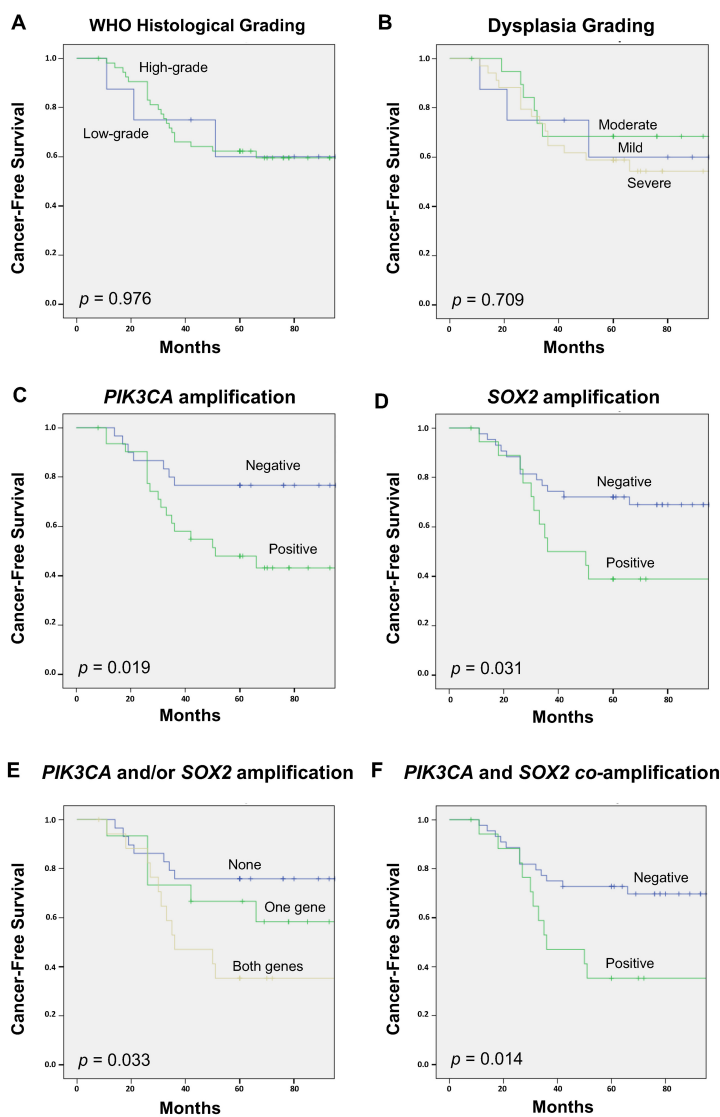 A WHO Histological Grading
Cancer-Free Survival
1.0
0.8
0.6
0.4
0.2
0.0
High-grade
Low-grade
p = 0.976
0 20 40 60 80
Months
B Dysplasia Grading
Cancer-Free Survival
1.0
0.8
0.6
0.4
0.2
0.0
Moderate
Mild
Severe
p = 0.709
0 20 40 60 80
Months
C PIK3CA amplification
Cancer-Free Survival
1.0
0.8
0.6
0.4
0.2
0.0
Negative
Positive
p = 0.019
0 20 40 60 80
Months
D SOX2 amplification
Cancer-Free Survival
1.0
0.8
0.6
0.4
0.2
0.0
Negative
Positive
p = 0.031
0 20 40 60 80
Months
E PIK3CA and/or SOX2 amplification
Cancer-Free Survival
1.0
0.8
0.6
0.4
0.2
0.0
None
One gene
Both genes
p = 0.033
0 20 40 60 80
Months
F PIK3CA and SOX2 co-amplification
Cancer-Free Survival
1.0
0.8
0.6
0.4
0.2
0.0
Negative
Positive
p = 0.014
0 20 40 60 80
Months